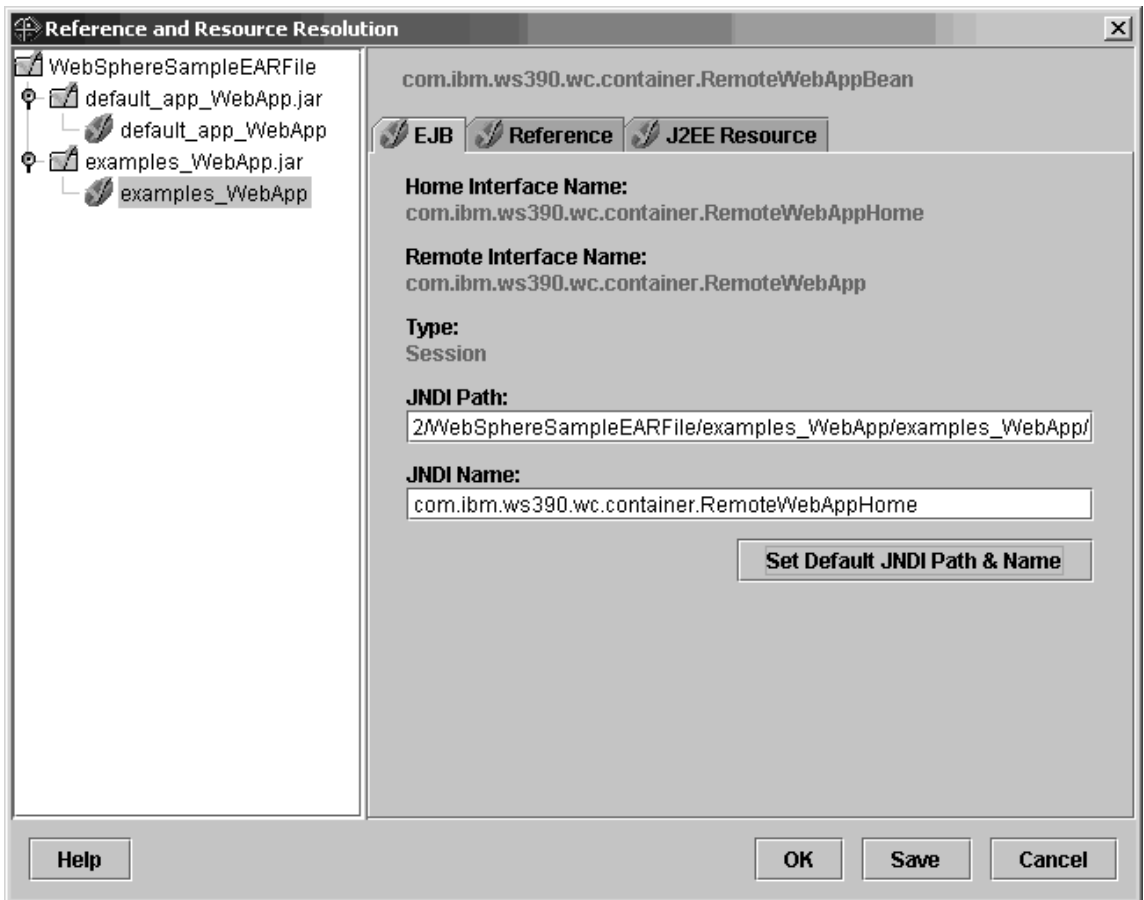 Reference and Resource Resolution
WebSphereSampleEARFile
default_app_WebApp.jar
default_app_WebApp
examples_WebApp.jar
examples_WebApp
com.ibm.ws390.wc.container.RemoteWebAppBean
EJB
Reference
J2EE Resource
Home Interface Name:
com.ibm.ws390.wc.container.RemoteWebAppHome
Remote Interface Name:
com.ibm.ws390.wc.container.RemoteWebApp
Type:
Session
JNDI Path:
2/WebSphereSampleEARFile/examples_WebApp/examples_WebApp/
JNDI Name:
com.ibm.ws390.wc.container.RemoteWebAppHome
Set Default JNDI Path & Name
Help
OK
Save
Cancel